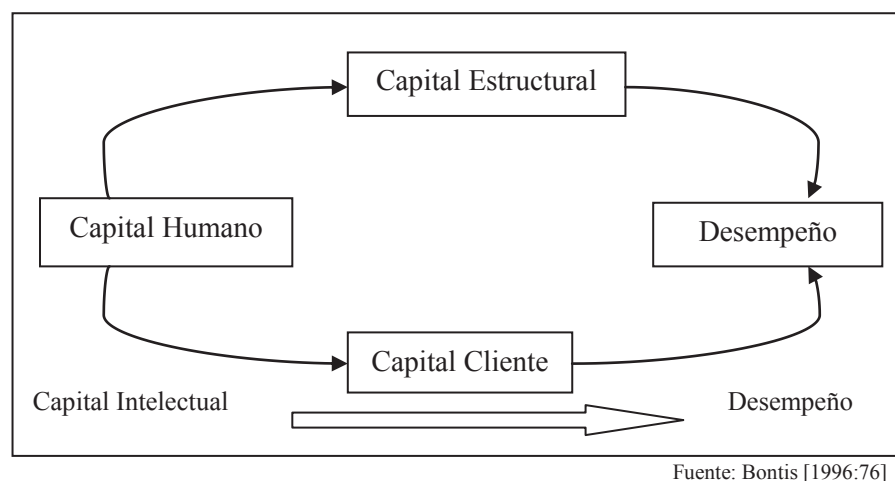 Capital Estructural
Capital Humano
Desempeño
Capital Cliente
Capital Intelectual
Desempeño
Fuente: Bontis [1996:76]